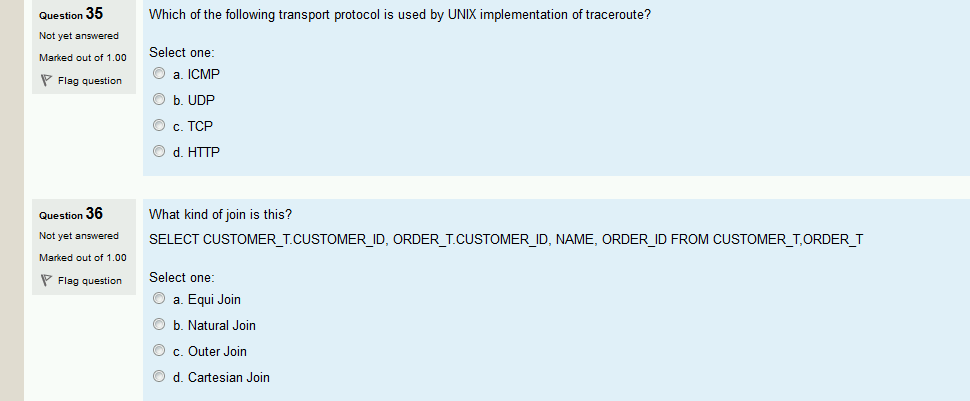 Question 35
Not yet answered
Marked out of 1.00
Flag question
Which of the following transport protocol is used by UNIX implementation of traceroute?
Select one:
a. ICMP
b. UDP
c. TCP
d. HTTP
Question 36
Not yet answered
Marked out of 1.00
Flag question
What kind of join is this?
SELECT CUSTOMER_T.CUSTOMER_ID, ORDER_T.CUSTOMER_ID, NAME, ORDER_ID FROM CUSTOMER_T,ORDER_T
Select one:
a. Equi Join
b. Natural Join
c. Outer Join
d. Cartesian Join